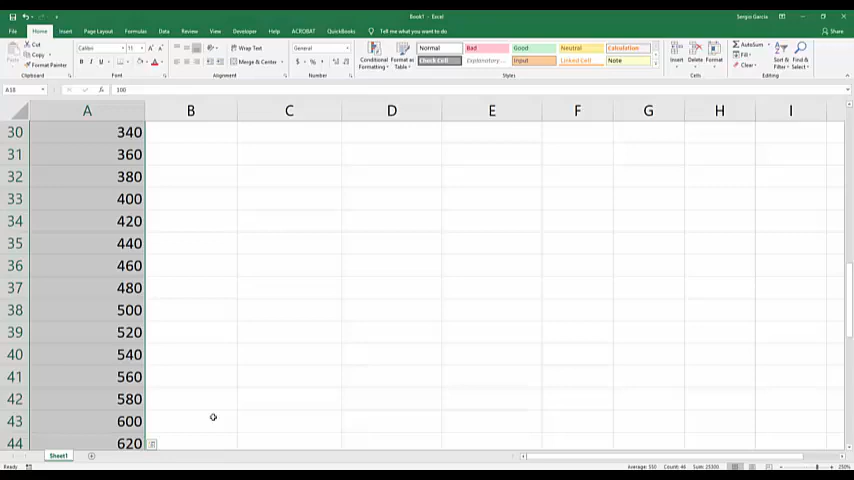 Book1 - Excel
Sergio Garcia
File Home Insert Page Layout Formulas Data Review View Developer Help ACROBAT QuickBooks Tell me what you want to do
Share
Cut
Copy
Format Painter
Paste
Clipboard
Calibri 11
B I U
Font
Wrap Text
Merge & Center
Alignment
General
$ %
Number
Conditional Formatting
Format as Table
Normal Bad Good Neutral Calculation
Check Cell Explanatory... Input Linked Cell Note
Styles
Insert Delete Format
Cells
AutoSum
Fill
Clear
Sort & Filter
Find & Select
Editing
A18 fx 100
A B C D E F G H I
30 340
31 360
32 380
33 400
34 420
35 440
36 460
37 480
38 500
39 520
40 540
41 560
42 580
43 600
44 620
Sheet1
Ready
Average: 550 Count: 46 Sum: 25300
250%